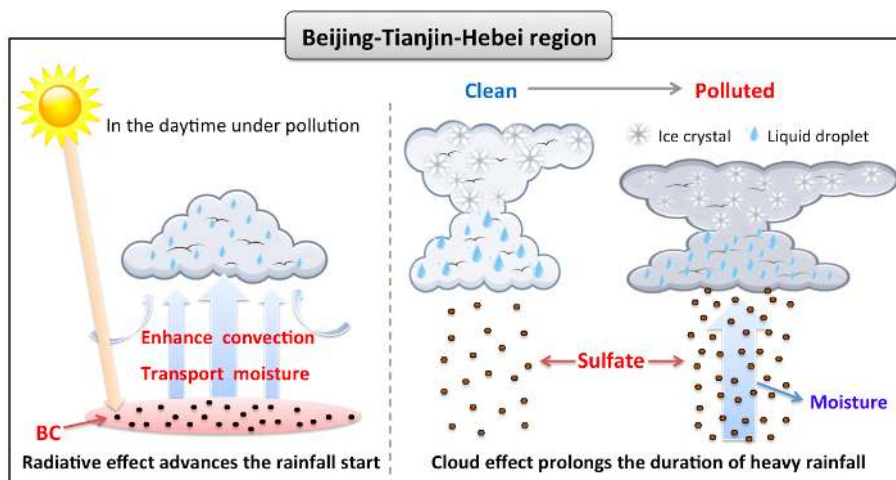 Beijing-Tianjin-Hebei region
In the daytime under pollution
Enhance convection
Transport moisture
BC
Radiative effect advances the rainfall start
Clean
Polluted
Ice crystal
Liquid droplet
Sulfate
Moisture
Cloud effect prolongs the duration of heavy rainfall